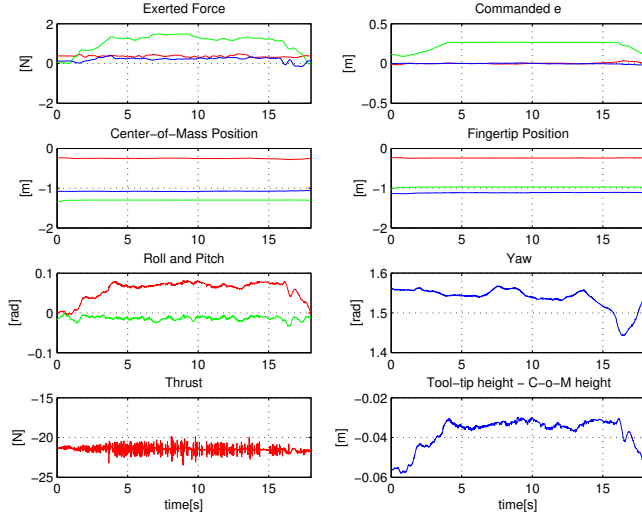 Exerted Force
Commanded e
[N]
2
0
−2
0 5 10 15
[m]
0.5
0
−0.5
0 5 10 15
Center−of−Mass Position
Fingertip Position
[m]
0
−1
−2
0 5 10 15
[m]
0
−1
−2
0 5 10 15
Roll and Pitch
Yaw
[rad]
0.1
0
−0.1
0 5 10 15
[rad]
1.6
1.5
1.4
0 5 10 15
Thrust
Tool−tip height − C−o−M height
[N]
−15
−20
−25
0 5 10 15
time[s]
[m]
−0.02
−0.04
−0.06
0 5 10 15
time[s]